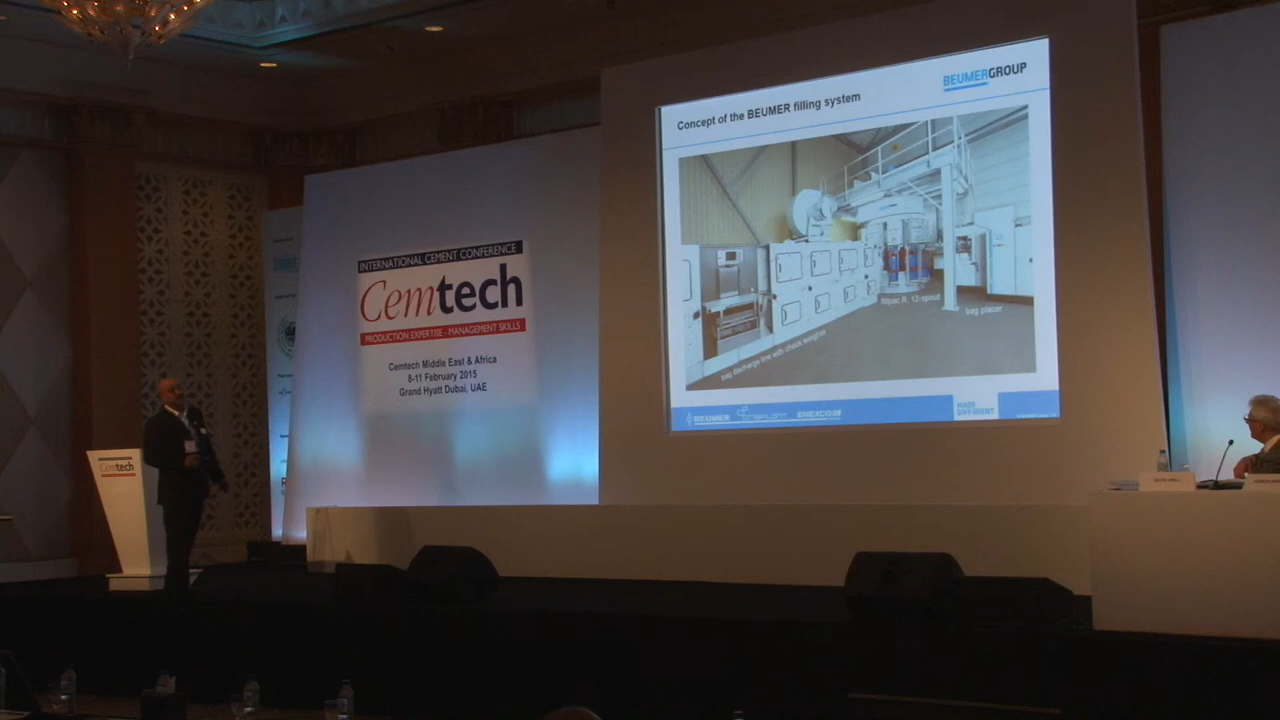 BEUMERGROUP
Concept of the BEUMER filling system
fillpac R, 12-spout
bag placer
bag discharge line with check weigher
BEUMER
ENEXCO
MADE
DIFFERENT
INTERNATIONAL CEMENT CONFERENCE
Cemtech
PRODUCTION EXPERTISE - MANAGEMENT SKILLS
Cemtech Middle East & Africa
8-11 February 2015
Grand Hyatt Dubai, UAE
Cemtech